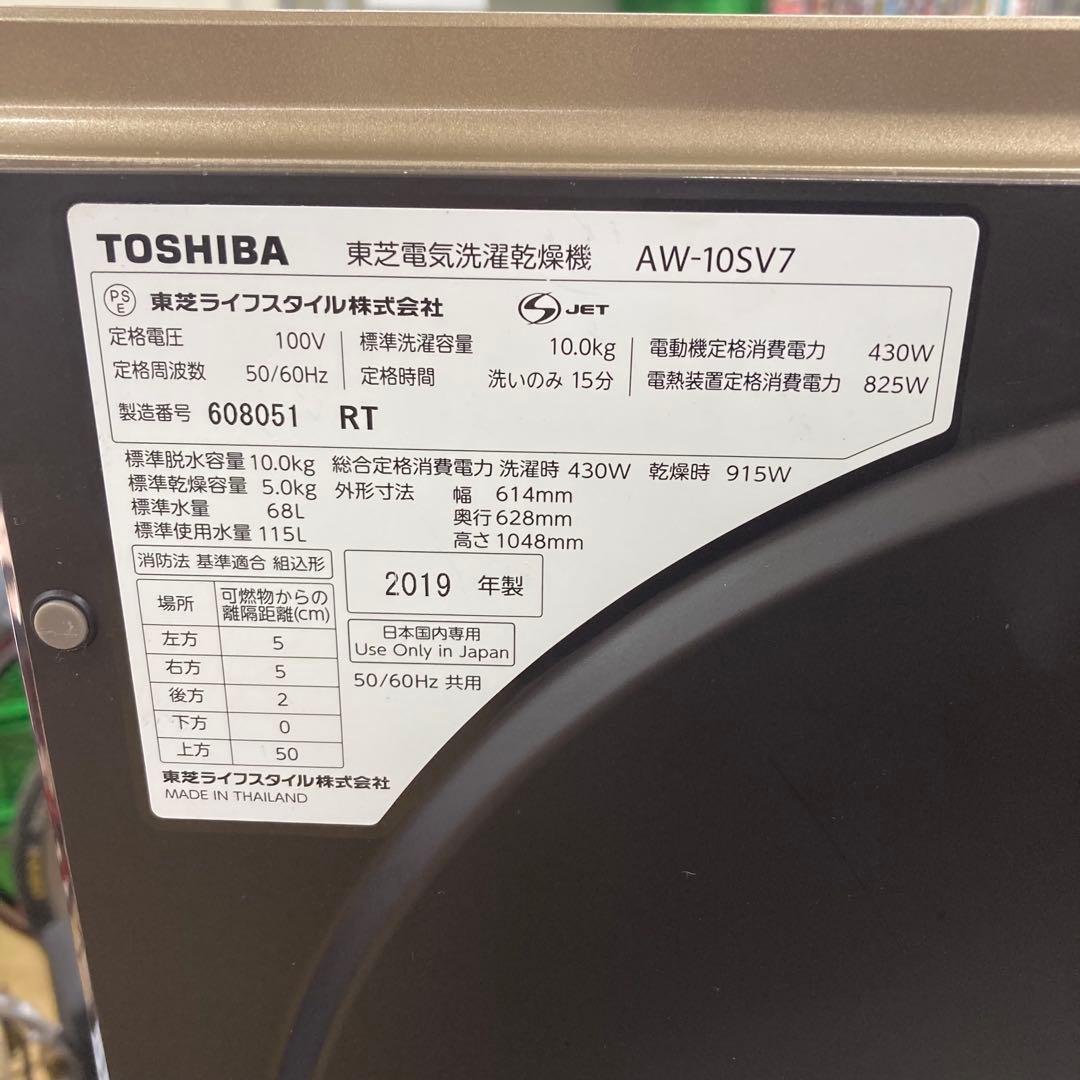 TOSHIBA 東芝電気洗濯乾燥機 AW-10SV7
PSE 東芝ライフスタイル株式会社 JET
定格電圧 100V 標準洗濯容量 10.0kg 電動機定格消費電力 430W
定格周波数 50/60Hz 定格時間 洗いのみ 15分 電熱装置定格消費電力 825W
製造番号 608051 RT
標準脱水容量 10.0kg 総合定格消費電力 洗濯時 430W 乾燥時 915W
標準乾燥容量 5.0kg 外形寸法 幅 614mm
標準水量 68L 奥行 628mm
標準使用水量 115L 高さ 1048mm
消防法 基準適合 組込形
2019 年製
場所 可燃物からの
離隔距離(cm)
左方 5
右方 5
後方 2
下方 0
上方 50
日本国内専用
Use Only in Japan
50/60Hz 共用
東芝ライフスタイル株式会社
MADE IN THAILAND